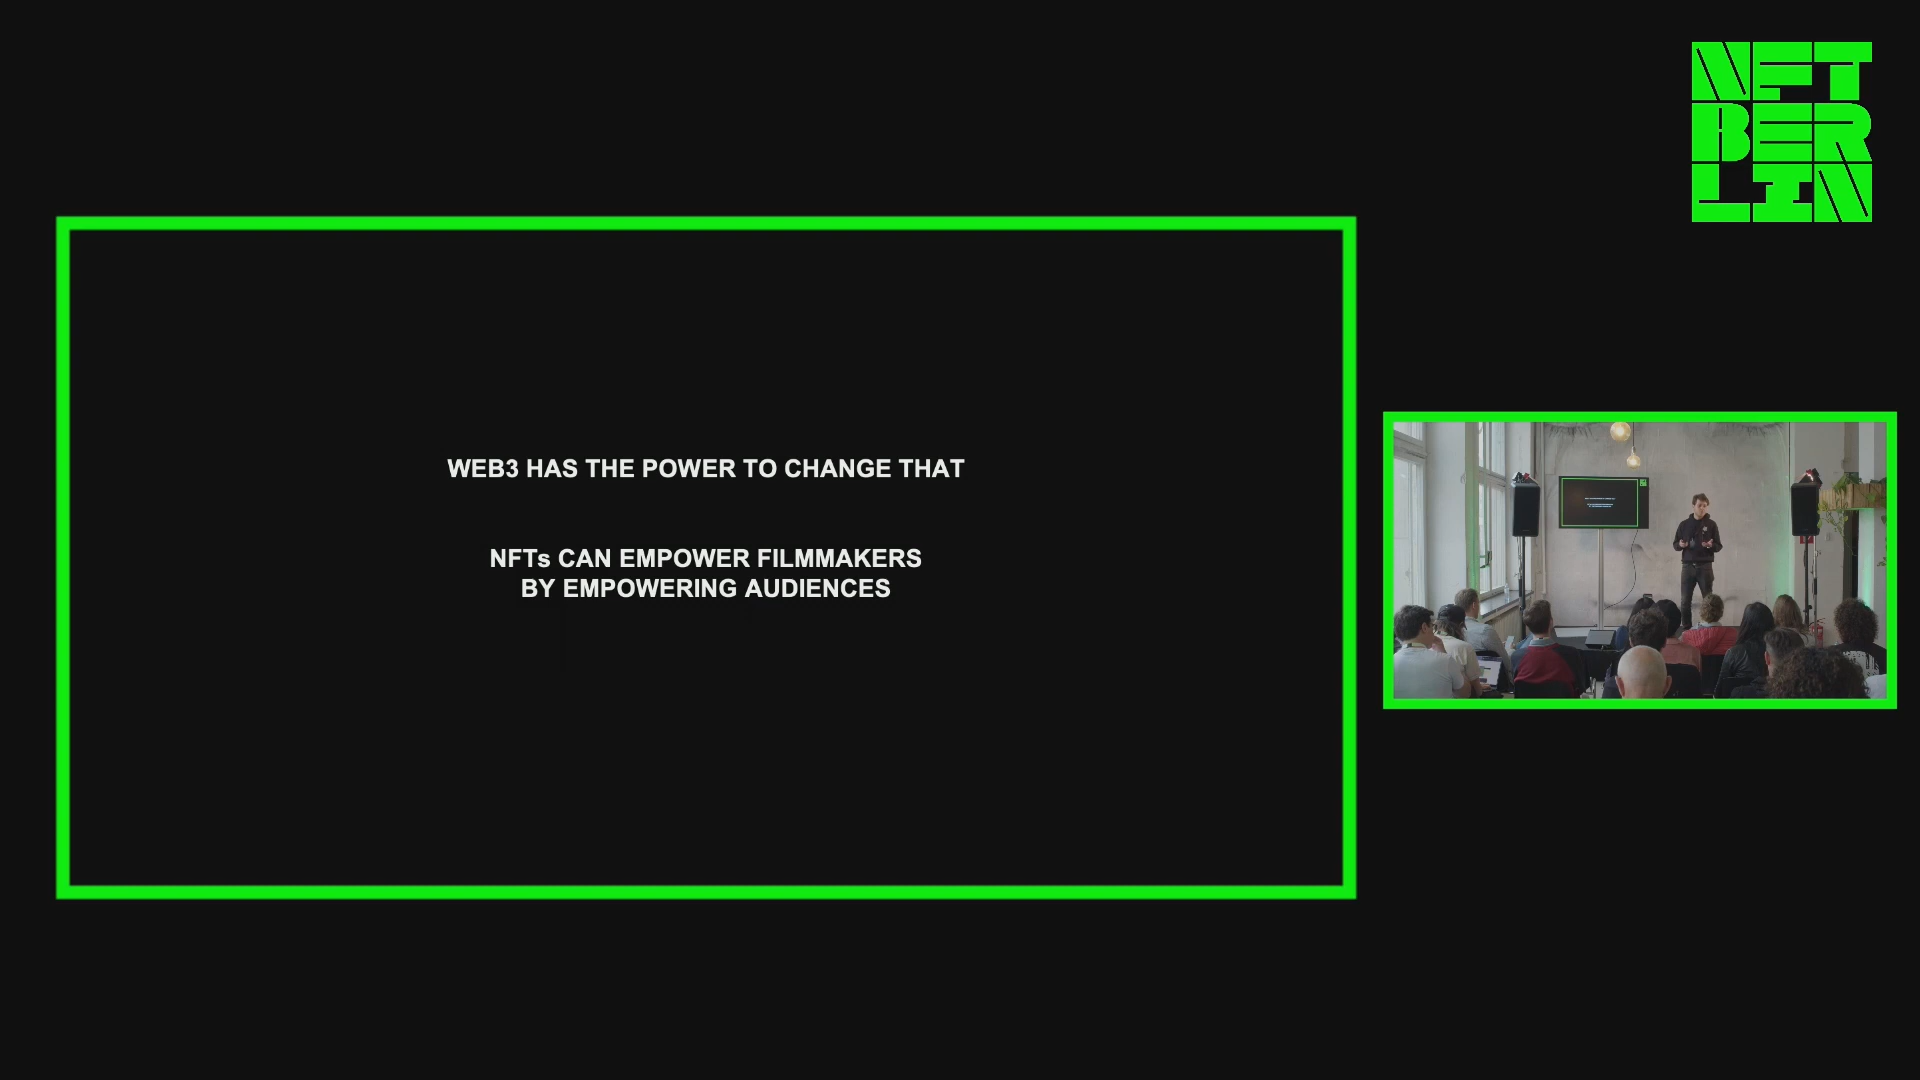 WEB3 HAS THE POWER TO CHANGE THAT
NFTs CAN EMPOWER FILMMAKERS
BY EMPOWERING AUDIENCES
NFT
BER
LIN